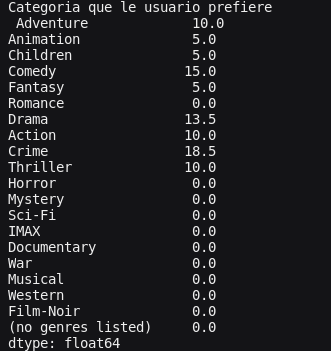 Categoria que le usuario prefiere
 Adventure             10.0
Animation              5.0
Children               5.0
Comedy                15.0
Fantasy                5.0
Romance                0.0
Drama                 13.5
Action                10.0
Crime                 18.5
Thriller              10.0
Horror                 0.0
Mystery                0.0
Sci-Fi                 0.0
IMAX                   0.0
Documentary            0.0
War                    0.0
Musical                0.0
Western                0.0
Film-Noir              0.0
(no genres listed)     0.0
dtype: float64